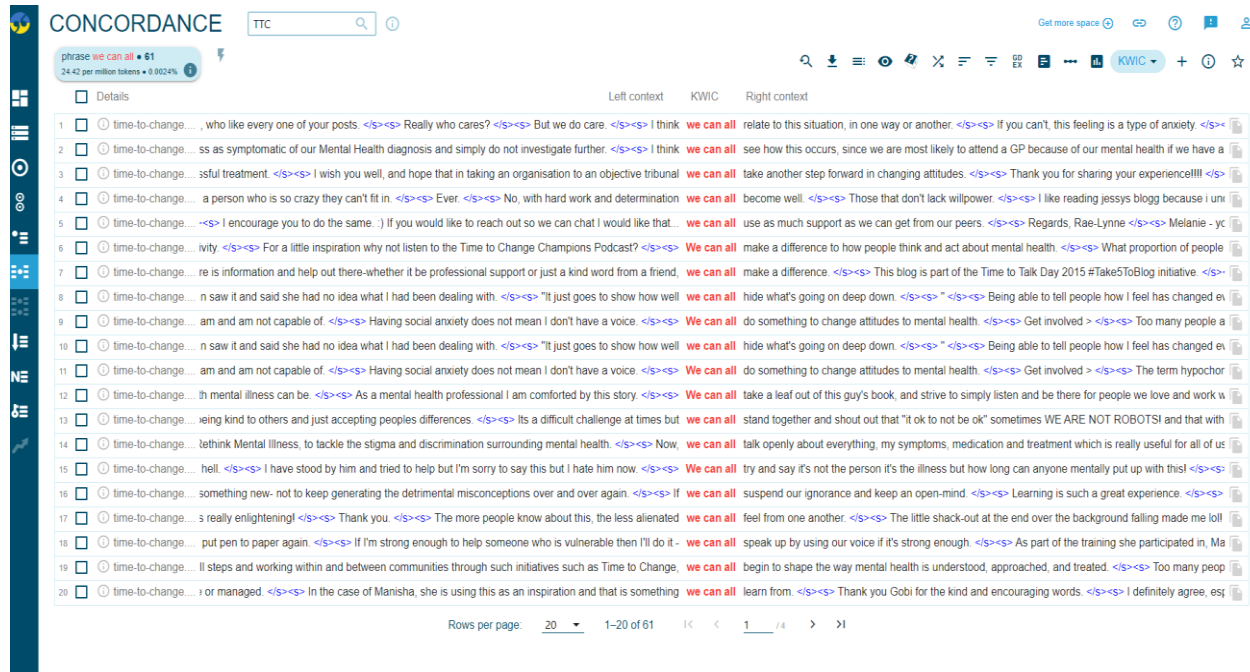 CONCORDANCE TTC Get more space
phrase we can all • 61
24.42 per million tokens • 0.0024%
GD EX KWIC
Details Left context KWIC Right context
1 time-to-change.... , who like every one of your posts. </s><s> Really who cares? </s><s> But we do care. </s><s> I think we can all relate to this situation, in one way or another. </s><s> If you can't, this feeling is a type of anxiety. </s><
2 time-to-change.... ss as symptomatic of our Mental Health diagnosis and simply do not investigate further. </s><s> I think we can all see how this occurs, since we are most likely to attend a GP because of our mental health if we have a
3 time-to-change.... ssful treatment. </s><s> I wish you well, and hope that in taking an organisation to an objective tribunal we can all take another step forward in changing attitudes. </s><s> Thank you for sharing your experience!!!! </s>
4 time-to-change.... a person who is so crazy they can't fit in. </s><s> Ever. </s><s> No, with hard work and determination we can all become well. </s><s> Those that don't lack willpower. </s><s> I like reading jessys blogg because i und
5 time-to-change.... -<s> I encourage you to do the same. :) If you would like to reach out so we can chat I would like that... we can all use as much support as we can get from our peers. </s><s> Regards, Rae-Lynne </s><s> Melanie - yo
6 time-to-change.... ivity. </s><s> For a little inspiration why not listen to the Time to Change Champions Podcast? </s><s> We can all make a difference to how people think and act about mental health. </s><s> What proportion of people
7 time-to-change.... re is information and help out there-whether it be professional support or just a kind word from a friend, we can all make a difference. </s><s> This blog is part of the Time to Talk Day 2015 #Take5ToBlog initiative. </s><
8 time-to-change.... n saw it and said she had no idea what I had been dealing with. </s><s> "It just goes to show how well we can all hide what's going on deep down. </s><s> " </s><s> Being able to tell people how I feel has changed ev
9 time-to-change.... am and am not capable of. </s><s> Having social anxiety does not mean I don't have a voice. </s><s> We can all do something to change attitudes to mental health. </s><s> Get involved > </s><s> Too many people a
10 time-to-change.... n saw it and said she had no idea what I had been dealing with. </s><s> "It just goes to show how well we can all hide what's going on deep down. </s><s> " </s><s> Being able to tell people how I feel has changed ev
11 time-to-change.... am and am not capable of. </s><s> Having social anxiety does not mean I don't have a voice. </s><s> We can all do something to change attitudes to mental health. </s><s> Get involved > </s><s> The term hypochor
12 time-to-change.... th mental illness can be. </s><s> As a mental health professional I am comforted by this story. </s><s> We can all take a leaf out of this guy's book, and strive to simply listen and be there for people we love and work w
13 time-to-change.... being kind to others and just accepting peoples differences. </s><s> Its a difficult challenge at times but we can all stand together and shout out that "it ok to not be ok" sometimes WE ARE NOT ROBOTS! and that with
14 time-to-change.... Rethink Mental Illness, to tackle the stigma and discrimination surrounding mental health. </s><s> Now, we can all talk openly about everything, my symptoms, medication and treatment which is really useful for all of us
15 time-to-change.... hell. </s><s> I have stood by him and tried to help but I'm sorry to say this but I hate him now. </s><s> We can all try and say it's not the person it's the illness but how long can anyone mentally put up with this! </s><s>
16 time-to-change.... something new- not to keep generating the detrimental misconceptions over and over again. </s><s> If we can all suspend our ignorance and keep an open-mind. </s><s> Learning is such a great experience. </s><s>
17 time-to-change.... s really enlightening! </s><s> Thank you. </s><s> The more people know about this, the less alienated we can all feel from one another. </s><s> The little shack-out at the end over the background falling made me lol!
18 time-to-change.... put pen to paper again. </s><s> If I'm strong enough to help someone who is vulnerable then I'll do it - we can all speak up by using our voice if it's strong enough. </s><s> As part of the training she participated in, Ma
19 time-to-change.... ll steps and working within and between communities through such initiatives such as Time to Change, we can all begin to shape the way mental health is understood, approached, and treated. </s><s> Too many peop
20 time-to-change.... e or managed. </s><s> In the case of Manisha, she is using this as an inspiration and that is something we can all learn from. </s><s> Thank you Gobi for the kind and encouraging words. </s><s> I definitely agree, esp
Rows per page: 20 1–20 of 61 1 / 4